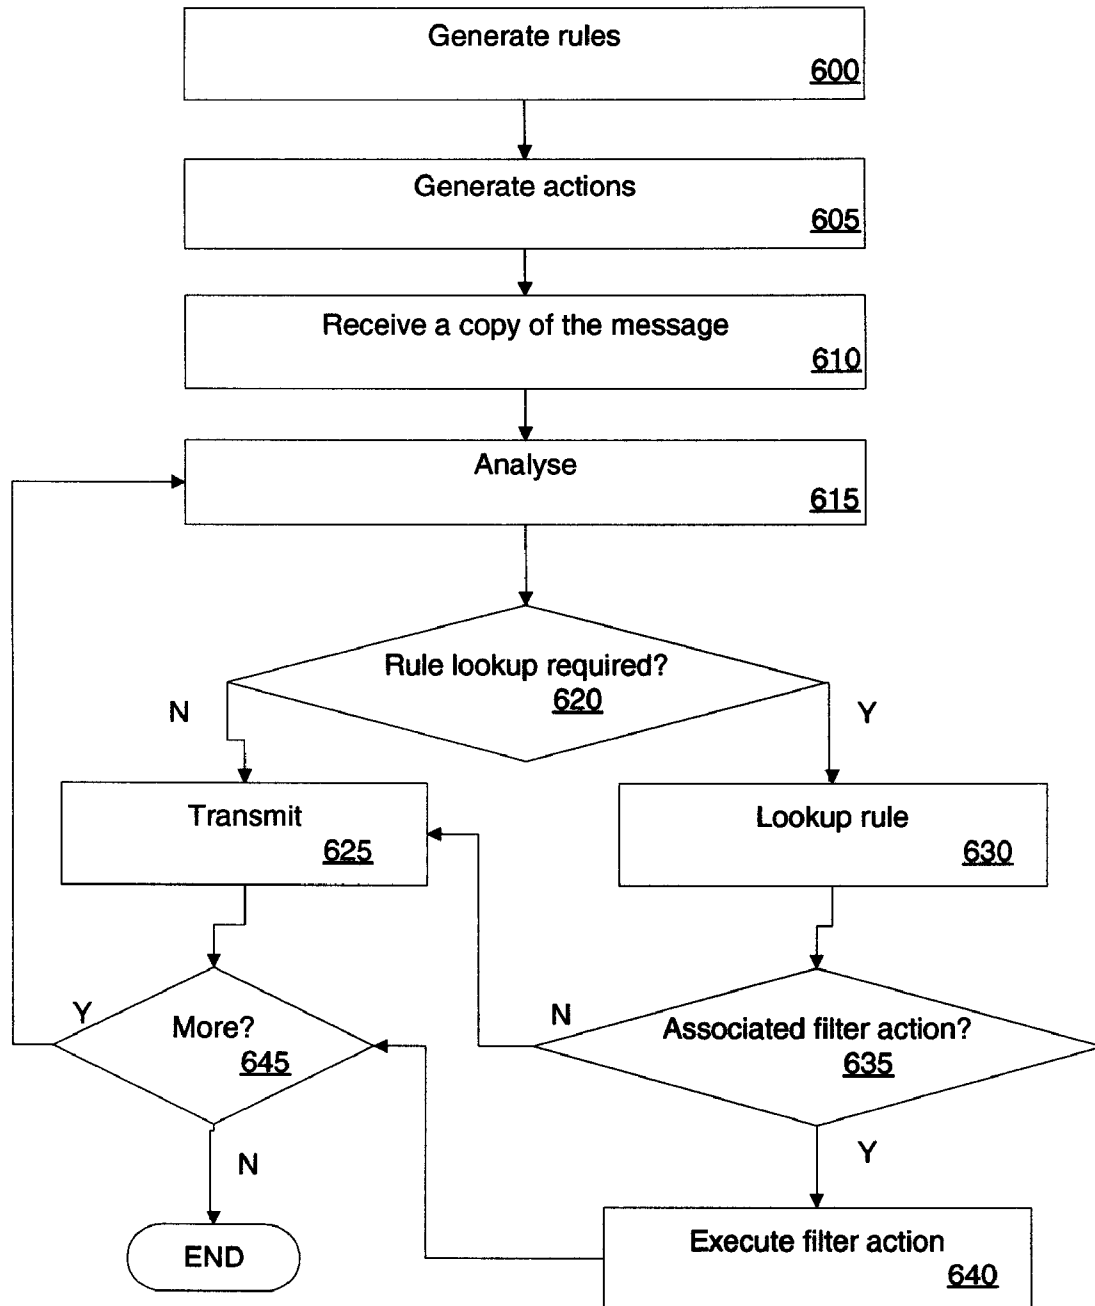 Generate rules
600
Generate actions
605
Receive a copy of the message
610
Analyse
615
Rule lookup required?
620
N
Y
Transmit
625
Lookup rule
630
Y
More?
645
N
Associated filter action?
635
N
Y
END
Execute filter action
640